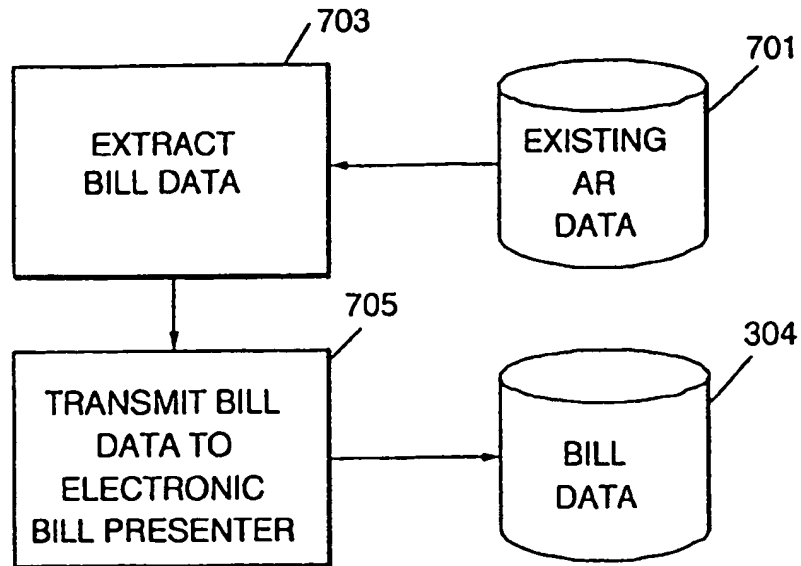 703
701
EXTRACT
BILL DATA
EXISTING
AR
DATA
705
304
TRANSMIT BILL
DATA TO
ELECTRONIC
BILL PRESENTER
BILL
DATA